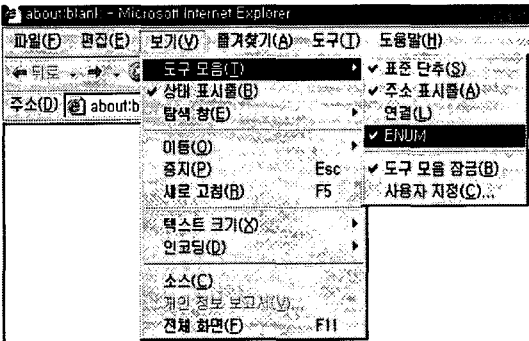 about:blank - Microsoft Internet Explorer
파일(F) 편집(E) 보기(V) 즐겨찾기(A) 도구(T) 도움말(H)
뒤로
주소(D) about:b
도구 모음(T)
상태 표시줄(B)
탐색 창(E)
이동(O)
중지(P) Esc
새로 고침(R) F5
텍스트 크기(X)
인코딩(D)
소스(C)
개인 정보 보고서(V)...
전체 화면(F) F11
표준 단추(S)
주소 표시줄(A)
연결(L)
ENUM
도구 모음 잠금(B)
사용자 지정(C)...